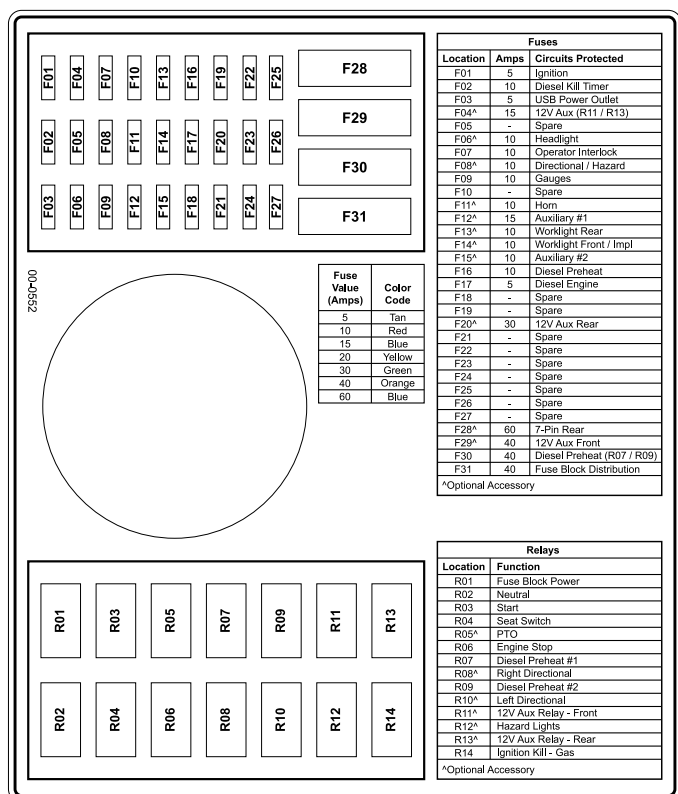 F01 F04 F07 F10 F13 F16 F19 F22 F25
F28
F29
F02 F05 F08 F11 F14 F17 F20 F23 F26
F30
F03 F06 F09 F12 F15 F18 F21 F24 F27
F31
00-0552
Fuse Value (Amps) Color Code
5 Tan
10 Red
15 Blue
20 Yellow
30 Green
40 Orange
60 Blue
Fuses
Location Amps Circuits Protected
F01 5 Ignition
F02 10 Diesel Kill Timer
F03 5 USB Power Outlet
F04^ 15 12V Aux (R11 / R13)
F05 - Spare
F06^ 10 Headlight
F07 10 Operator Interlock
F08^ 10 Directional / Hazard
F09 10 Gauges
F10 - Spare
F11^ 10 Horn
F12^ 15 Auxiliary #1
F13^ 10 Worklight Rear
F14^ 10 Worklight Front / Impl
F15^ 10 Auxiliary #2
F16 10 Diesel Preheat
F17 5 Diesel Engine
F18 - Spare
F19 - Spare
F20^ 30 12V Aux Rear
F21 - Spare
F22 - Spare
F23 - Spare
F24 - Spare
F25 - Spare
F26 - Spare
F27 - Spare
F28^ 60 7-Pin Rear
F29^ 40 12V Aux Front
F30 40 Diesel Preheat (R07 / R09)
F31 40 Fuse Block Distribution
^Optional Accessory
R01 R03 R05 R07 R09 R11 R13
R02 R04 R06 R08 R10 R12 R14
Relays
Location Function
R01 Fuse Block Power
R02 Neutral
R03 Start
R04 Seat Switch
R05^ PTO
R06 Engine Stop
R07 Diesel Preheat #1
R08^ Right Directional
R09 Diesel Preheat #2
R10^ Left Directional
R11^ 12V Aux Relay - Front
R12^ Hazard Lights
R13^ 12V Aux Relay - Rear
R14 Ignition Kill - Gas
^Optional Accessory